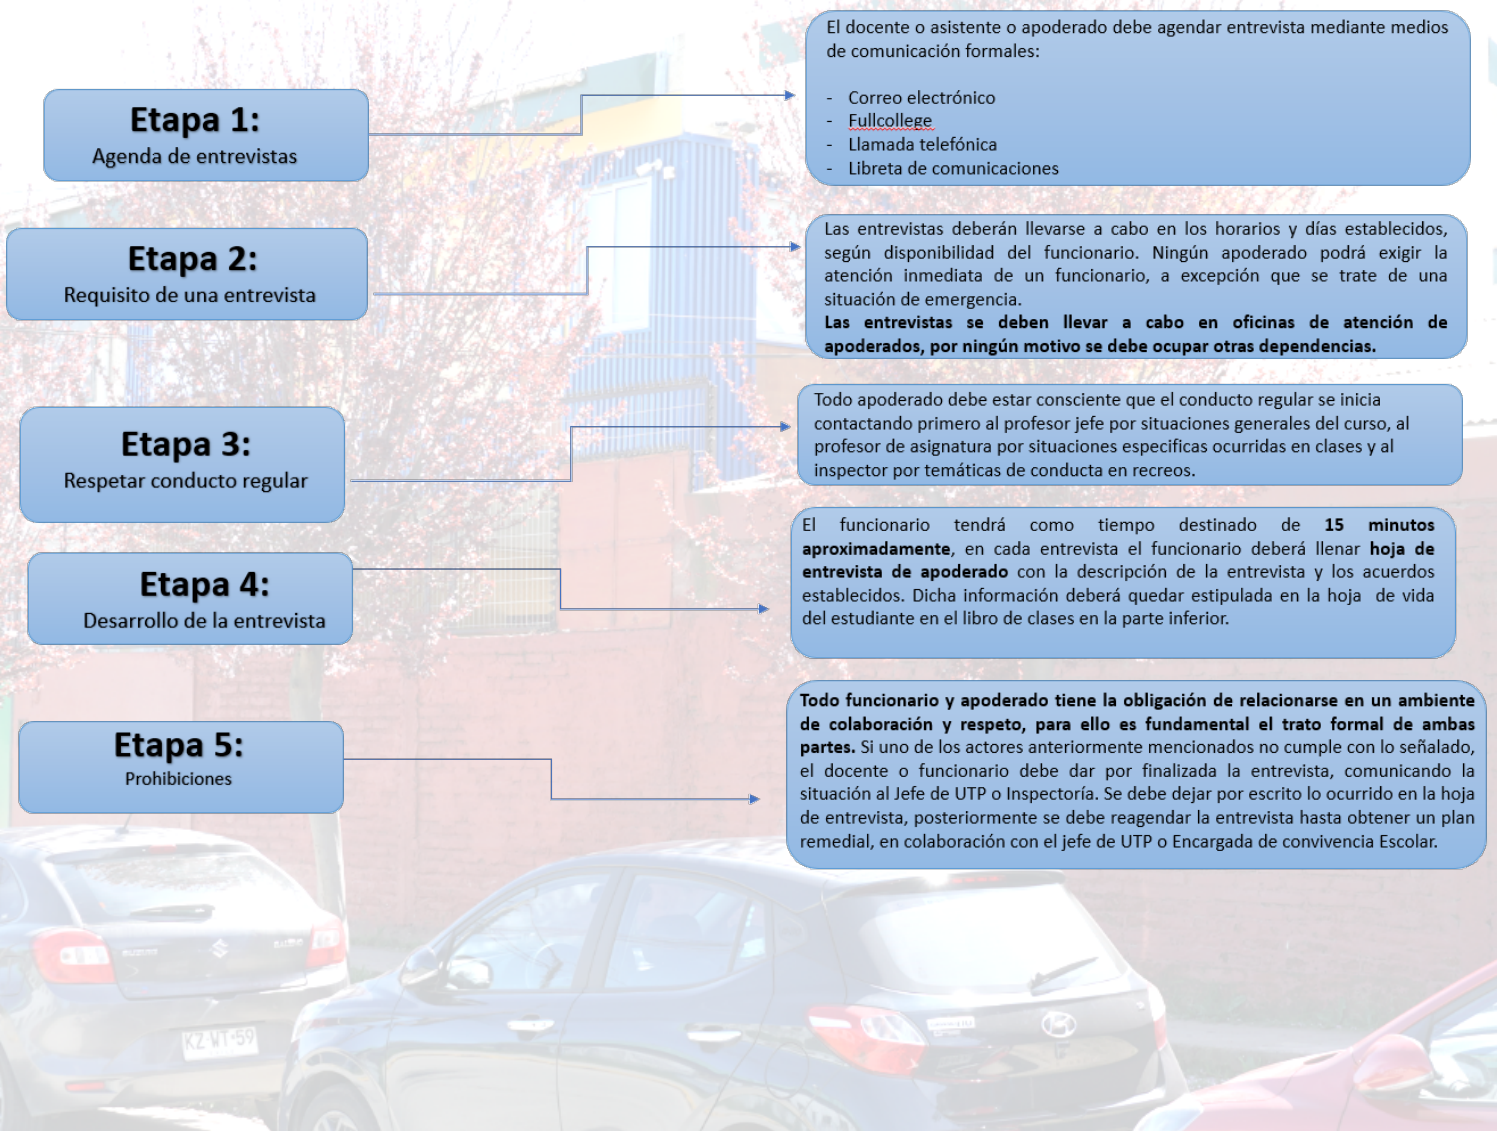 Etapa 1:
Agenda de entrevistas
El docente o asistente o apoderado debe agendar entrevista mediante medios
de comunicación formales:
- Correo electrónico
- Fullcollege
- Llamada telefónica
- Libreta de comunicaciones
Etapa 2:
Requisito de una entrevista
Las entrevistas deberán llevarse a cabo en los horarios y días establecidos,
según disponibilidad del funcionario. Ningún apoderado podrá exigir la
atención inmediata de un funcionario, a excepción que se trate de una
situación de emergencia.
Las entrevistas se deben llevar a cabo en oficinas de atención de
apoderados, por ningún motivo se debe ocupar otras dependencias.
Etapa 3:
Respetar conducto regular
Todo apoderado debe estar consciente que el conducto regular se inicia
contactando primero al profesor jefe por situaciones generales del curso, al
profesor de asignatura por situaciones especificas ocurridas en clases y al
inspector por temáticas de conducta en recreos.
Etapa 4:
Desarrollo de la entrevista
El funcionario tendrá como tiempo destinado de 15 minutos
aproximadamente, en cada entrevista el funcionario deberá llenar hoja de
entrevista de apoderado con la descripción de la entrevista y los acuerdos
establecidos. Dicha información deberá quedar estipulada en la hoja de vida
del estudiante en el libro de clases en la parte inferior.
Etapa 5:
Prohibiciones
Todo funcionario y apoderado tiene la obligación de relacionarse en un ambiente
de colaboración y respeto, para ello es fundamental el trato formal de ambas
partes. Si uno de los actores anteriormente mencionados no cumple con lo señalado,
el docente o funcionario debe dar por finalizada la entrevista, comunicando la
situación al Jefe de UTP o Inspectoría. Se debe dejar por escrito lo ocurrido en la hoja
de entrevista, posteriormente se debe reagendar la entrevista hasta obtener un plan
remedial, en colaboración con el jefe de UTP o Encargada de convivencia Escolar.
KZ·WT·59